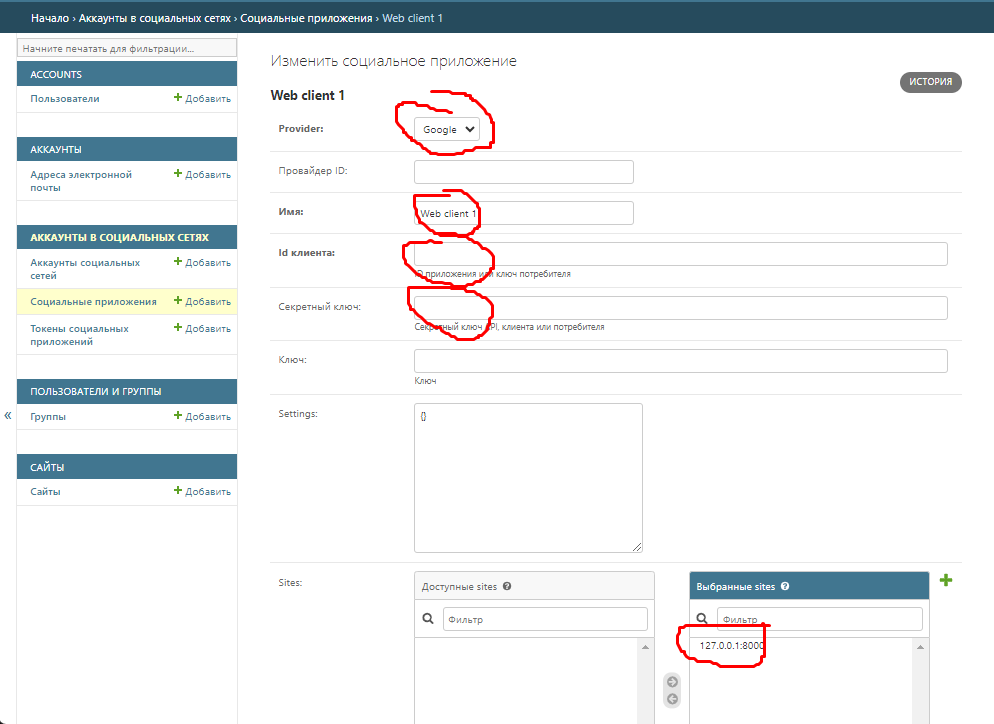 Начало › Аккаунты в социальных сетях › Социальные приложения › Web client 1
Начните печатать для фильтрации...
ACCOUNTS
Пользователи + Добавить
АККАУНТЫ
Адреса электронной почты + Добавить
АККАУНТЫ В СОЦИАЛЬНЫХ СЕТЯХ
Аккаунты социальных сетей + Добавить
Социальные приложения + Добавить
Токены социальных приложений + Добавить
ПОЛЬЗОВАТЕЛИ И ГРУППЫ
Группы + Добавить
САЙТЫ
Сайты + Добавить
«
Изменить социальное приложение
ИСТОРИЯ
Web client 1
Provider: Google
Провайдер ID:
Имя: Web client 1
Id клиента:
ID приложения или ключ потребителя
Секретный ключ:
Секретный ключ API, клиента или потребителя
Ключ:
Ключ
Settings: {}
Sites:
Доступные sites
Фильтр
Выбранные sites
Фильтр
127.0.0.1:8000